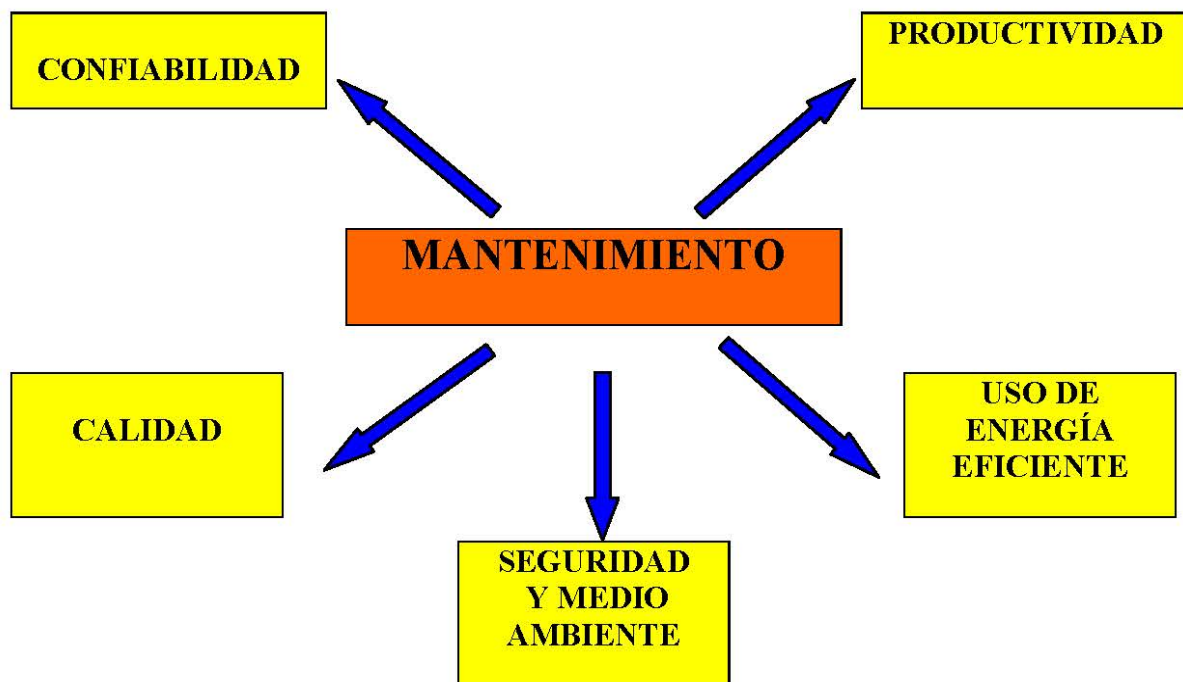 CONFIABILIDAD
PRODUCTIVIDAD
MANTENIMIENTO
CALIDAD
USO DE
ENERGÍA
EFICIENTE
SEGURIDAD
Y MEDIO
AMBIENTE